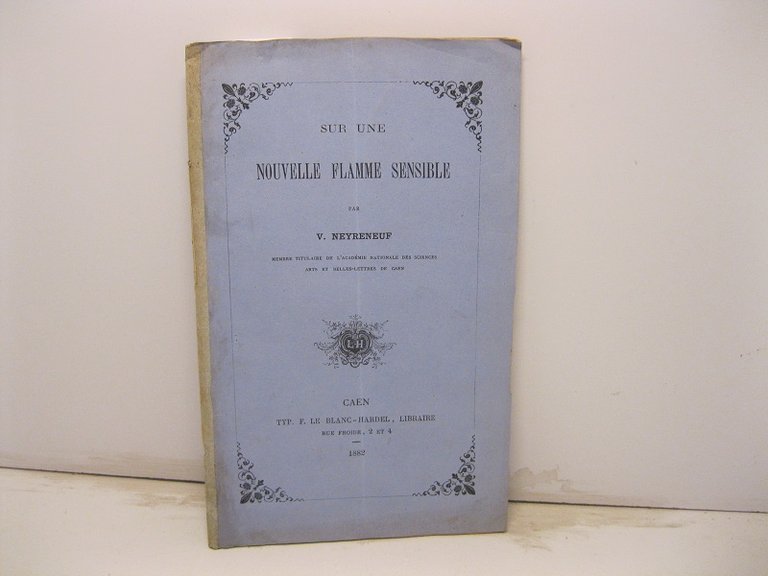 SUR UNE
NOUVELLE FLAMME SENSIBLE
PAR
V. NEYRENEUF
MEMBRE TITULAIRE DE L'ACADÉMIE NATIONALE DES SCIENCES
ARTS ET BELLES-LETTRES DE CAEN
LH
CAEN
TYP. F. LE BLANC-HARDEL, LIBRAIRE
RUE FROIDE, 2 ET 4
1882